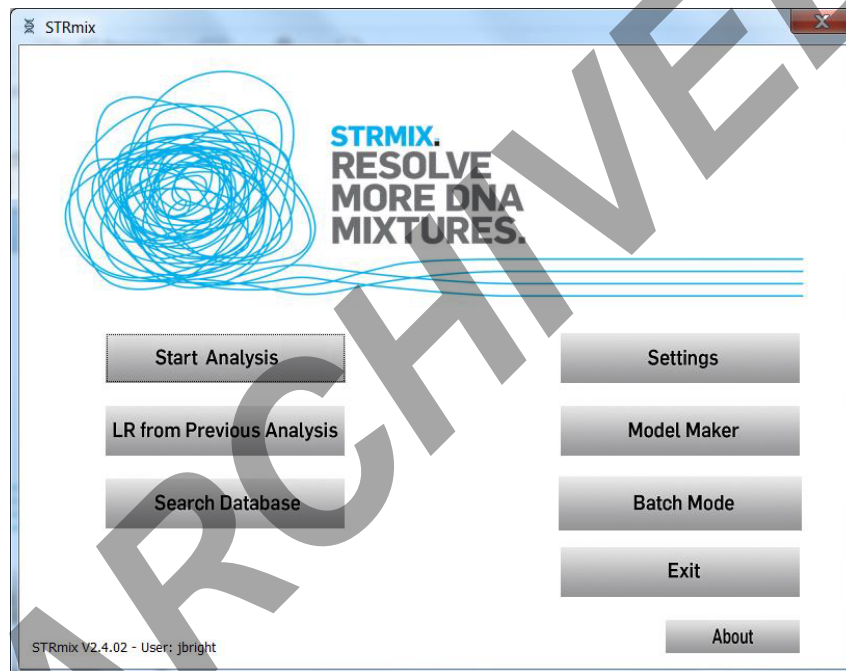 STRmix
STRMIX.
RESOLVE
MORE DNA
MIXTURES.
Start Analysis
Settings
LR from Previous Analysis
Model Maker
Search Database
Batch Mode
Exit
About
STRmix V2.4.02 - User: jbright
ARCHIVE